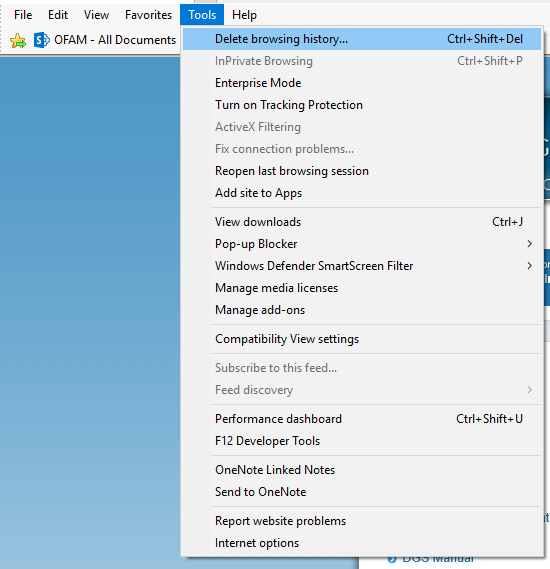 File Edit View Favorites Tools Help
OFAM - All Documents
Delete browsing history... Ctrl+Shift+Del
InPrivate Browsing Ctrl+Shift+P
Enterprise Mode
Turn on Tracking Protection
ActiveX Filtering
Fix connection problems...
Reopen last browsing session
Add site to Apps
View downloads Ctrl+J
Pop-up Blocker
Windows Defender SmartScreen Filter
Manage media licenses
Manage add-ons
Compatibility View settings
Subscribe to this feed...
Feed discovery
Performance dashboard Ctrl+Shift+U
F12 Developer Tools
OneNote Linked Notes
Send to OneNote
Report website problems
Internet options
DGS Manual